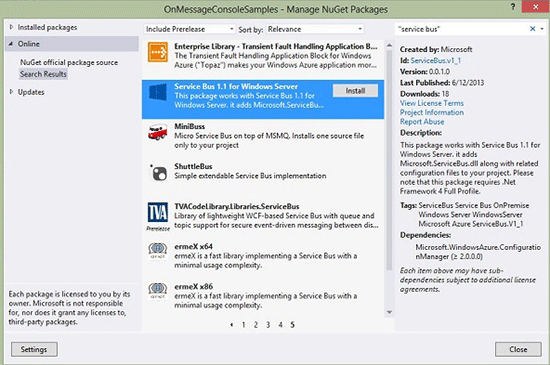 OnMessageConsoleSamples - Manage NuGet Packages
Installed packages
Online
NuGet official package source
Search Results
Updates
Each package is licensed to you by its
owner. Microsoft is not responsible
for, nor does it grant any licenses to,
third-party packages.
Settings
Include Prerelease
Sort by: Relevance
Enterprise Library - Transient Fault Handling Application B...
The Transient Fault Handling Application Block for Windows
Azure ("Topaz") makes your Windows Azure application mor...
Service Bus 1.1 for Windows Server
This package works with Service Bus 1.1 for
Windows Server. it adds Microsoft.ServiceBus...
Install
MiniBuss
Micro Service Bus on top of MSMQ. Installs one source file
only to your project
ShuttleBus
Simple extendable Service Bus implementation
TVA
Prerelease
TVACodeLibrary.Libraries.ServiceBus
Library of lightweight WCF-based Service Bus with queue and
topic support for secure event-driven messaging between dis...
ermeX
ermeX x64
ermeX is a fast library implementing a Service Bus with a
minimal usage complexity.
ermeX
ermeX x86
ermeX is a fast library implementing a Service Bus with a
minimal usage complexity.
1 2 3 4 5
"service bus"
Created by: Microsoft
Id: ServiceBus.v1_1
Version: 0.0.1.0
Last Published: 6/12/2013
Downloads: 18
View License Terms
Project Information
Report Abuse
Description:
This package works with Service Bus 1.1 for
Windows Server. it adds
Microsoft.ServiceBus.dll along with related
configuration files to your project. Please
note that this package requires .Net
Framework 4 Full Profile.
Tags: ServiceBus Service Bus OnPremise
Windows Server WindowsServer
Microsoft Azure ServiceBus.V1_1
Dependencies:
Microsoft.WindowsAzure.Configuratio
nManager (≥ 2.0.0.0)
Each item above may have sub-
dependencies subject to additional license
agreements.
Close